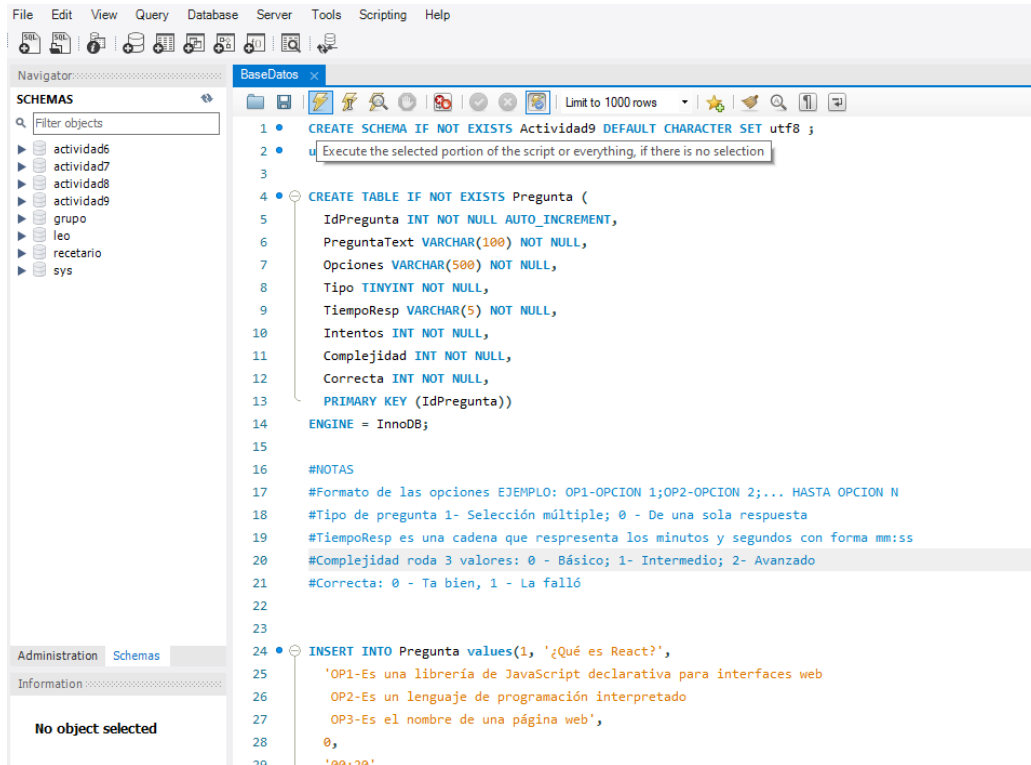 File Edit View Query Database Server Tools Scripting Help
Navigator
BaseDatos
SCHEMAS
Limit to 1000 rows
Filter objects
actividad6
actividad7
actividad8
actividad9
grupo
leo
recetario
sys
1 CREATE SCHEMA IF NOT EXISTS Actividad9 DEFAULT CHARACTER SET utf8 ;
2 u
Execute the selected portion of the script or everything, if there is no selection
3
4 CREATE TABLE IF NOT EXISTS Pregunta (
5 IdPregunta INT NOT NULL AUTO_INCREMENT,
6 PreguntaText VARCHAR(100) NOT NULL,
7 Opciones VARCHAR(500) NOT NULL,
8 Tipo TINYINT NOT NULL,
9 TiempoResp VARCHAR(5) NOT NULL,
10 Intentos INT NOT NULL,
11 Complejidad INT NOT NULL,
12 Correcta INT NOT NULL,
13 PRIMARY KEY (IdPregunta))
14 ENGINE = InnoDB;
15
16 #NOTAS
17 #Formato de las opciones EJEMPLO: OP1-OPCION 1;OP2-OPCION 2;... HASTA OPCION N
18 #Tipo de pregunta 1- Selección múltiple; 0 - De una sola respuesta
19 #TiempoResp es una cadena que respresenta los minutos y segundos con forma mm:ss
20 #Complejidad roda 3 valores: 0 - Básico; 1- Intermedio; 2- Avanzado
21 #Correcta: 0 - Ta bien, 1 - La falló
22
23
24 INSERT INTO Pregunta values(1, '¿Qué es React?',
25 'OP1-Es una librería de JavaScript declarativa para interfaces web
26 OP2-Es un lenguaje de programación interpretado
27 OP3-Es el nombre de una página web',
28 0,
29 '00:20'
Administration Schemas
Information
No object selected